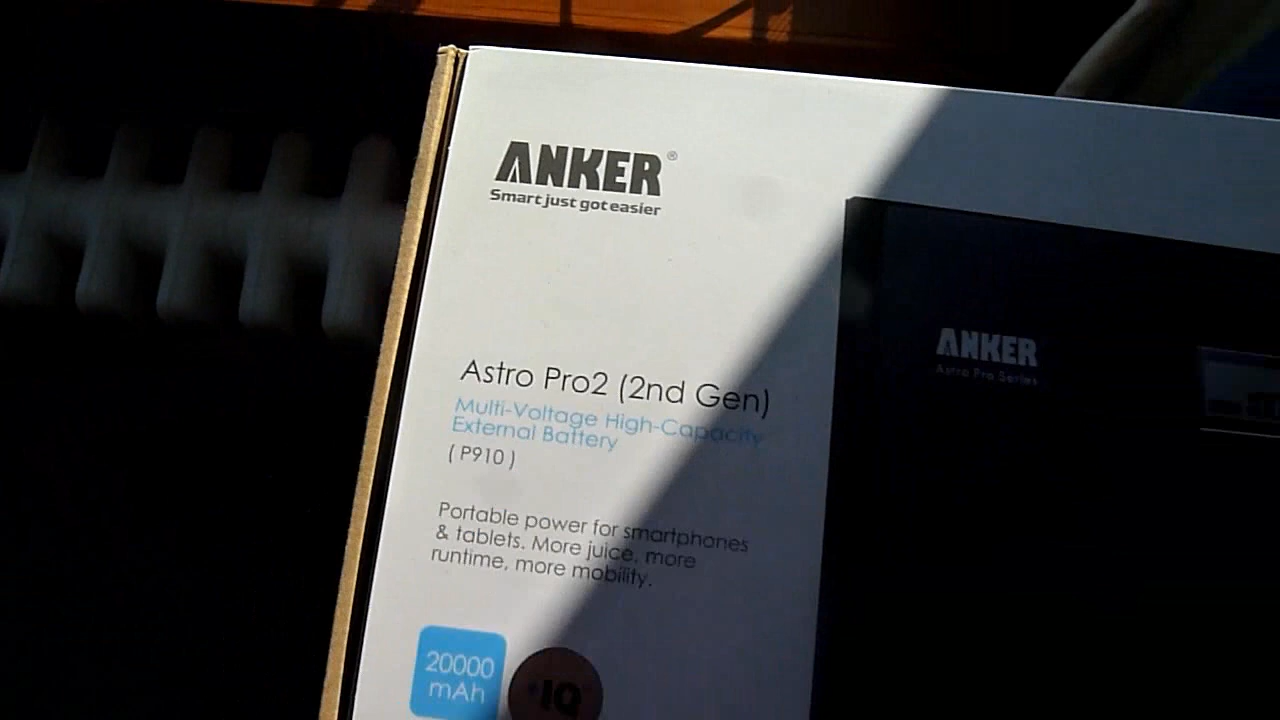 ANKER®
Smart just got easier
Astro Pro2 (2nd Gen)
Multi-Voltage High-Capacity
External Battery
( P910 )
Portable power for smartphones
& tablets. More juice, more
runtime, more mobility.
20000
mAh
IQ
ANKER
Astro Pro Series